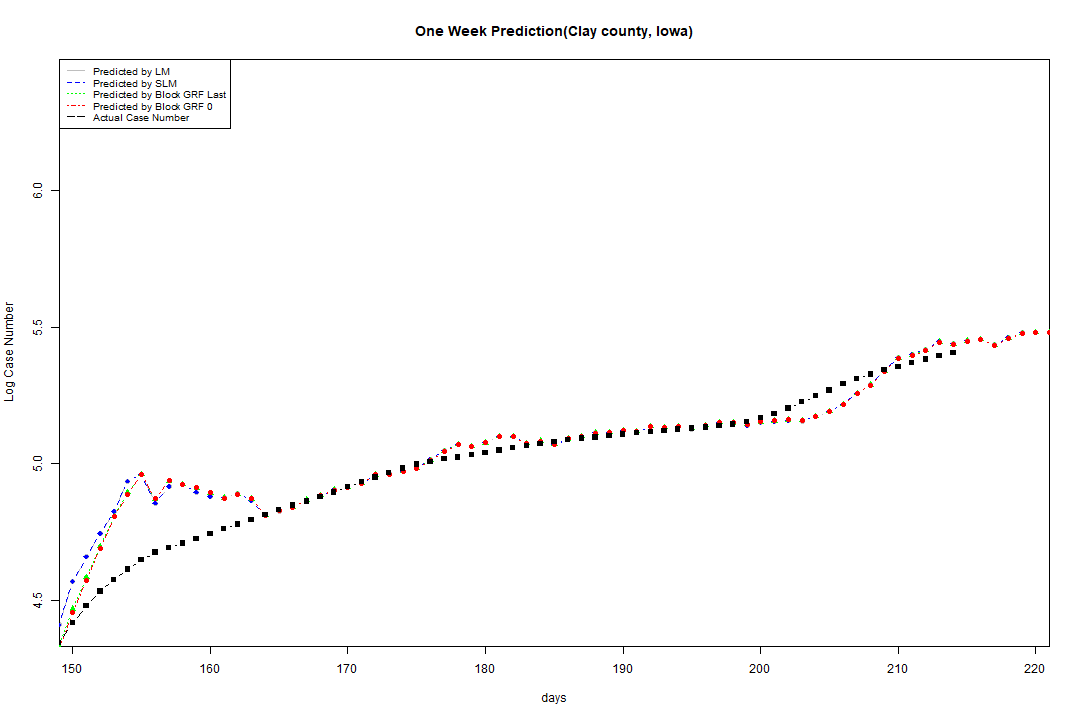 One Week Prediction(Clay county, Iowa)
Predicted by LM
Predicted by SLM
Predicted by Block GRF Last
Predicted by Block GRF 0
Actual Case Number
Log Case Number
6.0
5.5
5.0
4.5
150 160 170 180 190 200 210 220
days